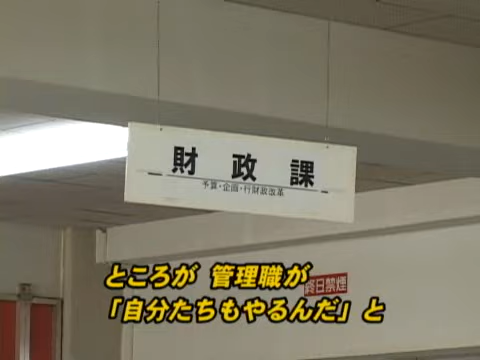 財政課
予算・企画・行財政改革
終日禁煙
ところが 管理職が
「自分たちもやるんだ」と